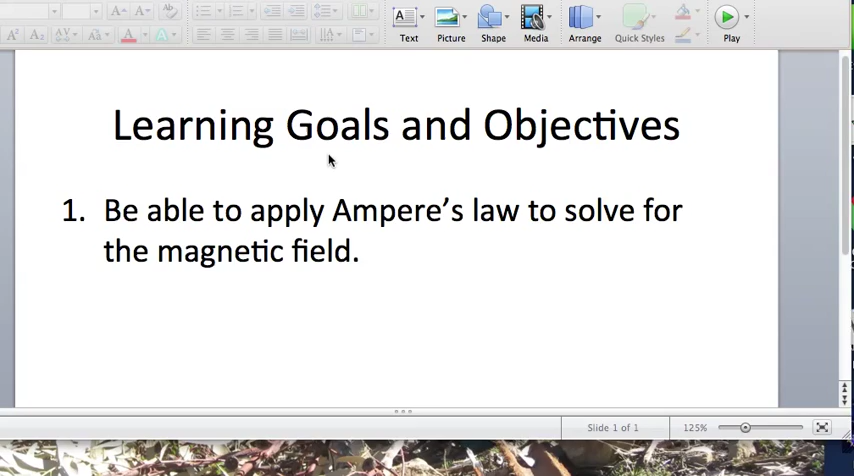 Text
Picture
Shape
Media
Arrange
Quick Styles
Play
Learning Goals and Objectives
1. Be able to apply Ampere's law to solve for
the magnetic field.
Slide 1 of 1
125%